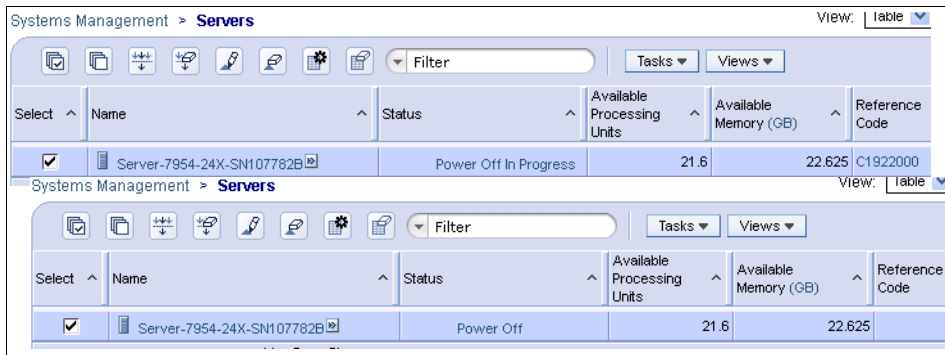 Systems Management > Servers View: Table
Filter Tasks Views
Select Name Status Available Processing Units Available Memory (GB) Reference Code
Server-7954-24X-SN107782B Power Off In Progress 21.6 22.625 C1922000
Systems Management > Servers View: Table
Filter Tasks Views
Select Name Status Available Processing Units Available Memory (GB) Reference Code
Server-7954-24X-SN107782B Power Off 21.6 22.625